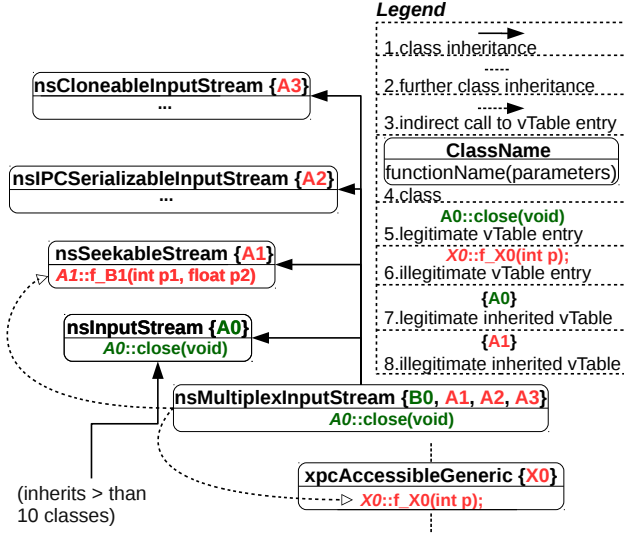 Legend
1.class inheritance
2.further class inheritance
3.indirect call to vTable entry
ClassName
functionName(parameters)
4.class
A0::close(void)
5.legitimate vTable entry
X0::f_X0(int p);
6.illegitimate vTable entry
{A0}
7.legitimate inherited vTable
{A1}
8.illegitimate inherited vTable
nsCloneableInputStream {A3}
...
nsIPCSerializableInputStream {A2}
...
nsSeekableStream {A1}
A1::f_B1(int p1, float p2)
nsInputStream {A0}
A0::close(void)
nsMultiplexInputStream {B0, A1, A2, A3}
A0::close(void)
xpcAccessibleGeneric {X0}
X0::f_X0(int p);
(inherits > than
10 classes)